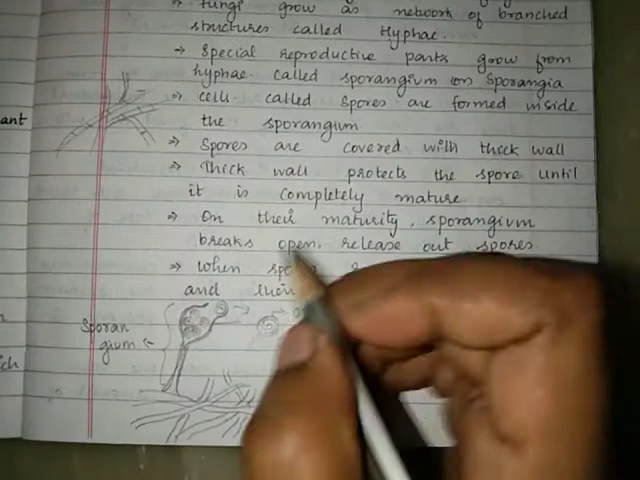 → fungi grow as network of branched
structures called Hyphae.
→ Special reproductive parts grow from
hyphae called sporangium or Sporangia
→ cells called Spores are formed inside
the sporangium
→ Spores are covered with thick wall
→ Thick wall protects the spore until
it is completely mature
→ On their maturity, sporangium
breaks open, release out spores
→ when
and
Sporan
gium
ant
ich